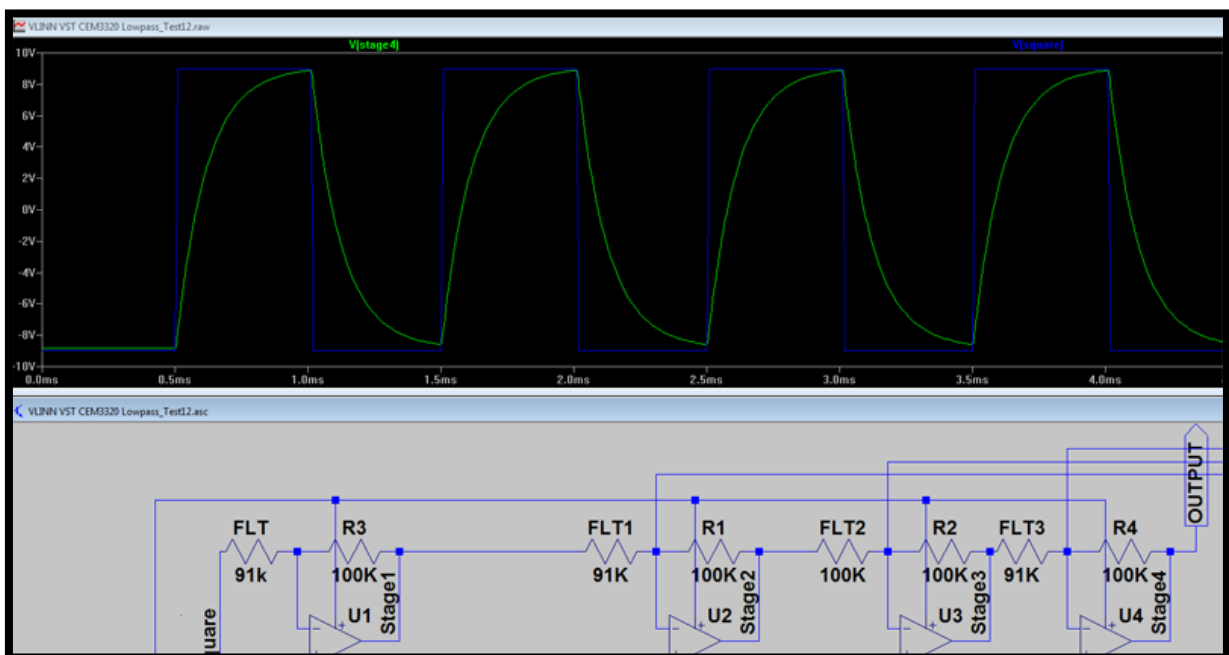 VLINN VST CEM3320 Lowpass_Test12.raw
V[stage4] V[square]
10V
8V
6V
4V
2V
0V
-2V
-4V
-6V
-8V
-10V
0.0ms 0.5ms 1.0ms 1.5ms 2.0ms 2.5ms 3.0ms 3.5ms 4.0ms
VLINN VST CEM3320 Lowpass_Test12.asc
OUTPUT
FLT R3 FLT1 R1 FLT2 R2 FLT3 R4
91k 100K 91K 100K 100K 100K 91K 100K
U1 Stage1 U2 Stage2 U3 Stage3 U4 Stage4
quare
- + - + - + - +